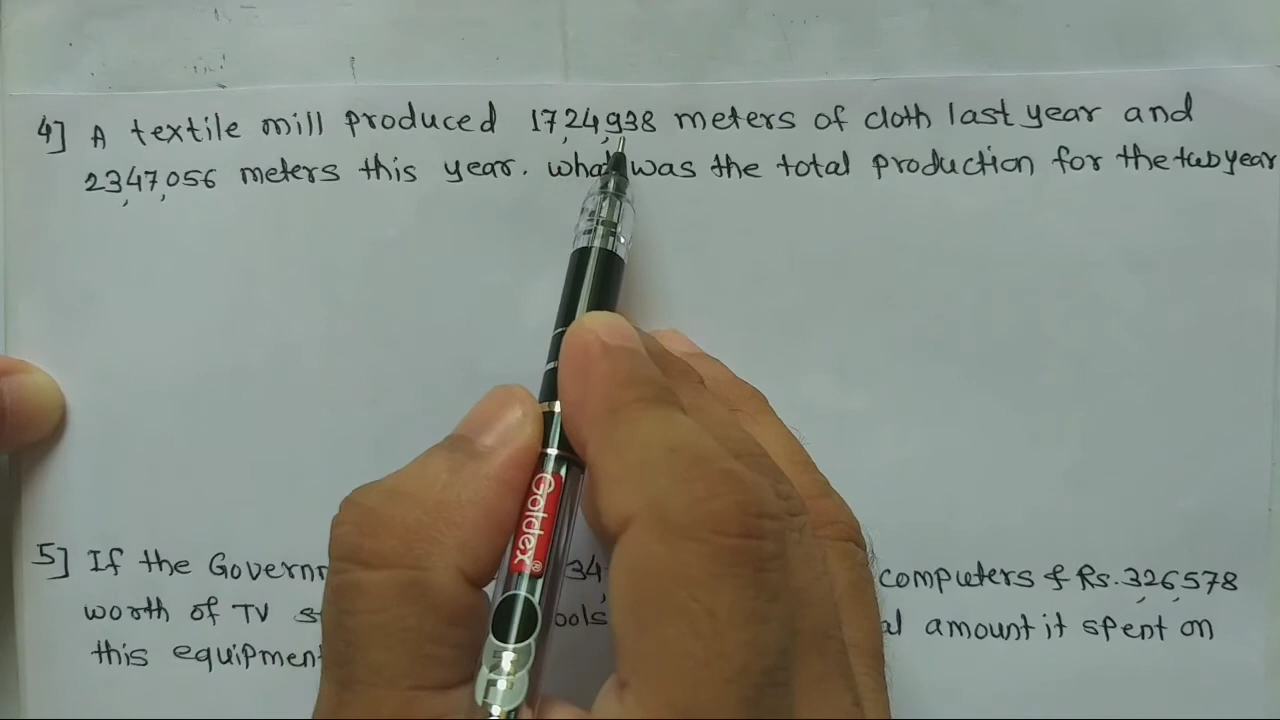 4] A textile mill produced 17,24,938 meters of cloth last year and
23,47,056 meters this year. what was the total production for the two year
5] If the 34, computers & Rs. 3,26,578
worth of TV amount it spent on
this
Goldex®